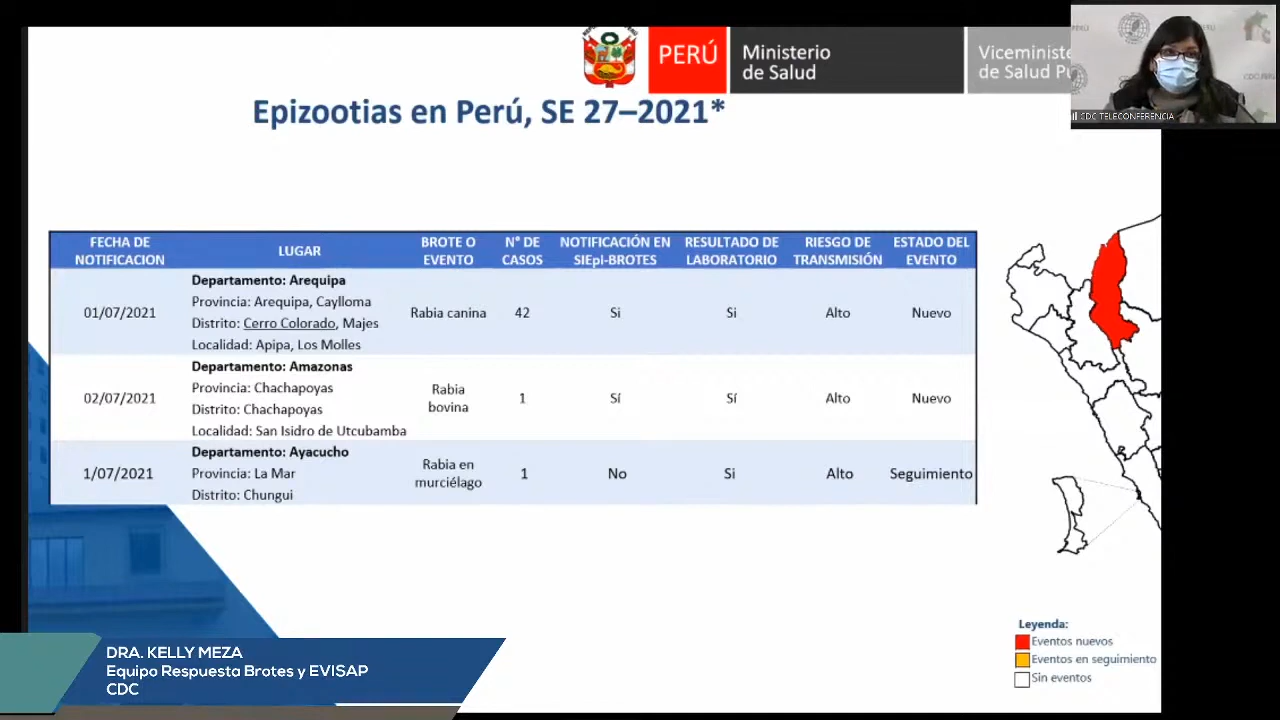 PERÚ
Ministerio
de Salud
Viceministe
de Salud Pú
CDC TELECONFERENCIA
Epizootias en Perú, SE 27–2021*
FECHA DE NOTIFICACION
LUGAR
BROTE O EVENTO
N° DE CASOS
NOTIFICACIÓN EN SIEpi-BROTES
RESULTADO DE LABORATORIO
RIESGO DE TRANSMISIÓN
ESTADO DEL EVENTO
01/07/2021
Departamento: Arequipa
Provincia: Arequipa, Caylloma
Distrito: Cerro Colorado, Majes
Localidad: Apipa, Los Molles
Rabia canina
42
Si
Si
Alto
Nuevo
02/07/2021
Departamento: Amazonas
Provincia: Chachapoyas
Distrito: Chachapoyas
Localidad: San Isidro de Utcubamba
Rabia
bovina
1
Sí
Sí
Alto
Nuevo
1/07/2021
Departamento: Ayacucho
Provincia: La Mar
Distrito: Chungui
Rabia en
murciélago
1
No
Si
Alto
Seguimiento
Leyenda:
Eventos nuevos
Eventos en seguimiento
Sin eventos
DRA. KELLY MEZA
Equipo Respuesta Brotes y EVISAP
CDC